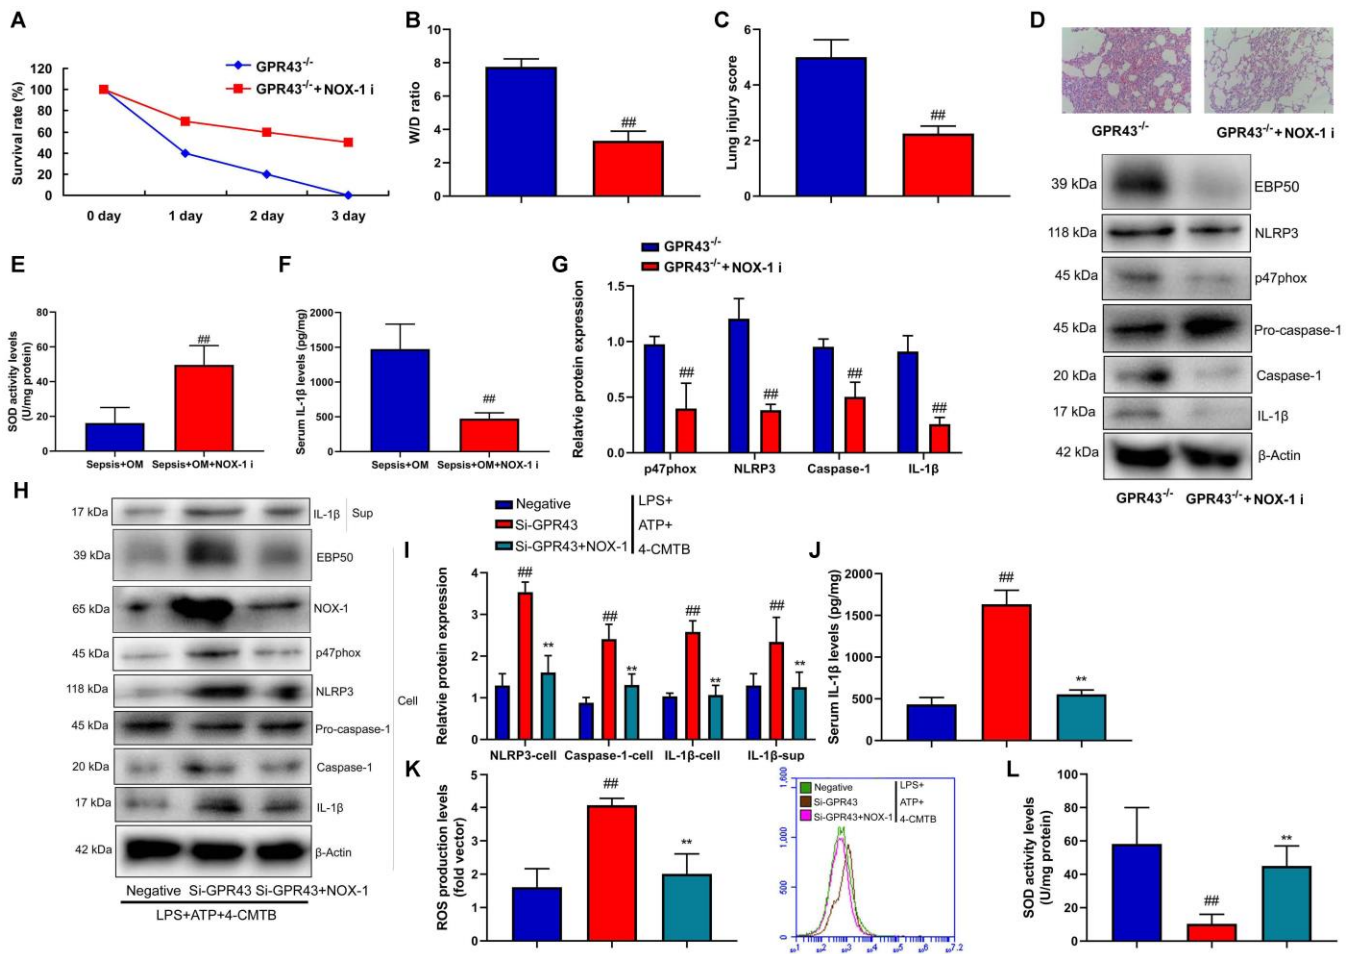 A
GPR43-/-
GPR43-/-+NOX-1 i
Survival rate (%)
120
100
80
60
40
20
0
0 day 1 day 2 day 3 day
B
W/D ratio
10
8
6
4
2
0
##
C
Lung injury score
6
4
2
0
##
D
GPR43-/- GPR43-/-+NOX-1 i
39 kDa EBP50
118 kDa NLRP3
45 kDa p47phox
45 kDa Pro-caspase-1
20 kDa Caspase-1
17 kDa IL-1β
42 kDa β-Actin
GPR43-/- GPR43-/-+NOX-1 i
E
SOD activity levels
(U/mg protein)
80
60
40
20
0
##
Sepsis+OM Sepsis+OM+NOX-1 i
F
Serum IL-1β levels (pg/mg)
2000
1500
1000
500
0
##
Sepsis+OM Sepsis+OM+NOX-1 i
G
GPR43-/-
GPR43-/-+NOX-1 i
Relatvie protein expression
1.5
1.0
0.5
0.0
## ## ## ##
p47phox NLRP3 Caspase-1 IL-1β
H
17 kDa IL-1β Sup
39 kDa EBP50
65 kDa NOX-1
45 kDa p47phox
118 kDa NLRP3
Cell
45 kDa Pro-caspase-1
20 kDa Caspase-1
17 kDa IL-1β
42 kDa β-Actin
Negative Si-GPR43 Si-GPR43+NOX-1
LPS+ATP+4-CMTB
I
Negative LPS+
Si-GPR43 ATP+
Si-GPR43+NOX-1 4-CMTB
Relatvie protein expression
4
3
2
1
0
## ** ## ** ## ** ## **
NLRP3-cell Caspase-1-cell IL-1β-cell IL-1β-sup
J
Serum IL-1β levels (pg/mg)
2000
1500
1000
500
0
## **
K
ROS production levels
(fold vector)
5
4
3
2
1
0
## **
1,600
1,000
500
0
Negative LPS+
Si-GPR43 ATP+
Si-GPR43+NOX-1 4-CMTB
L
SOD activity levels
(U/mg protein)
100
80
60
40
20
0
## **